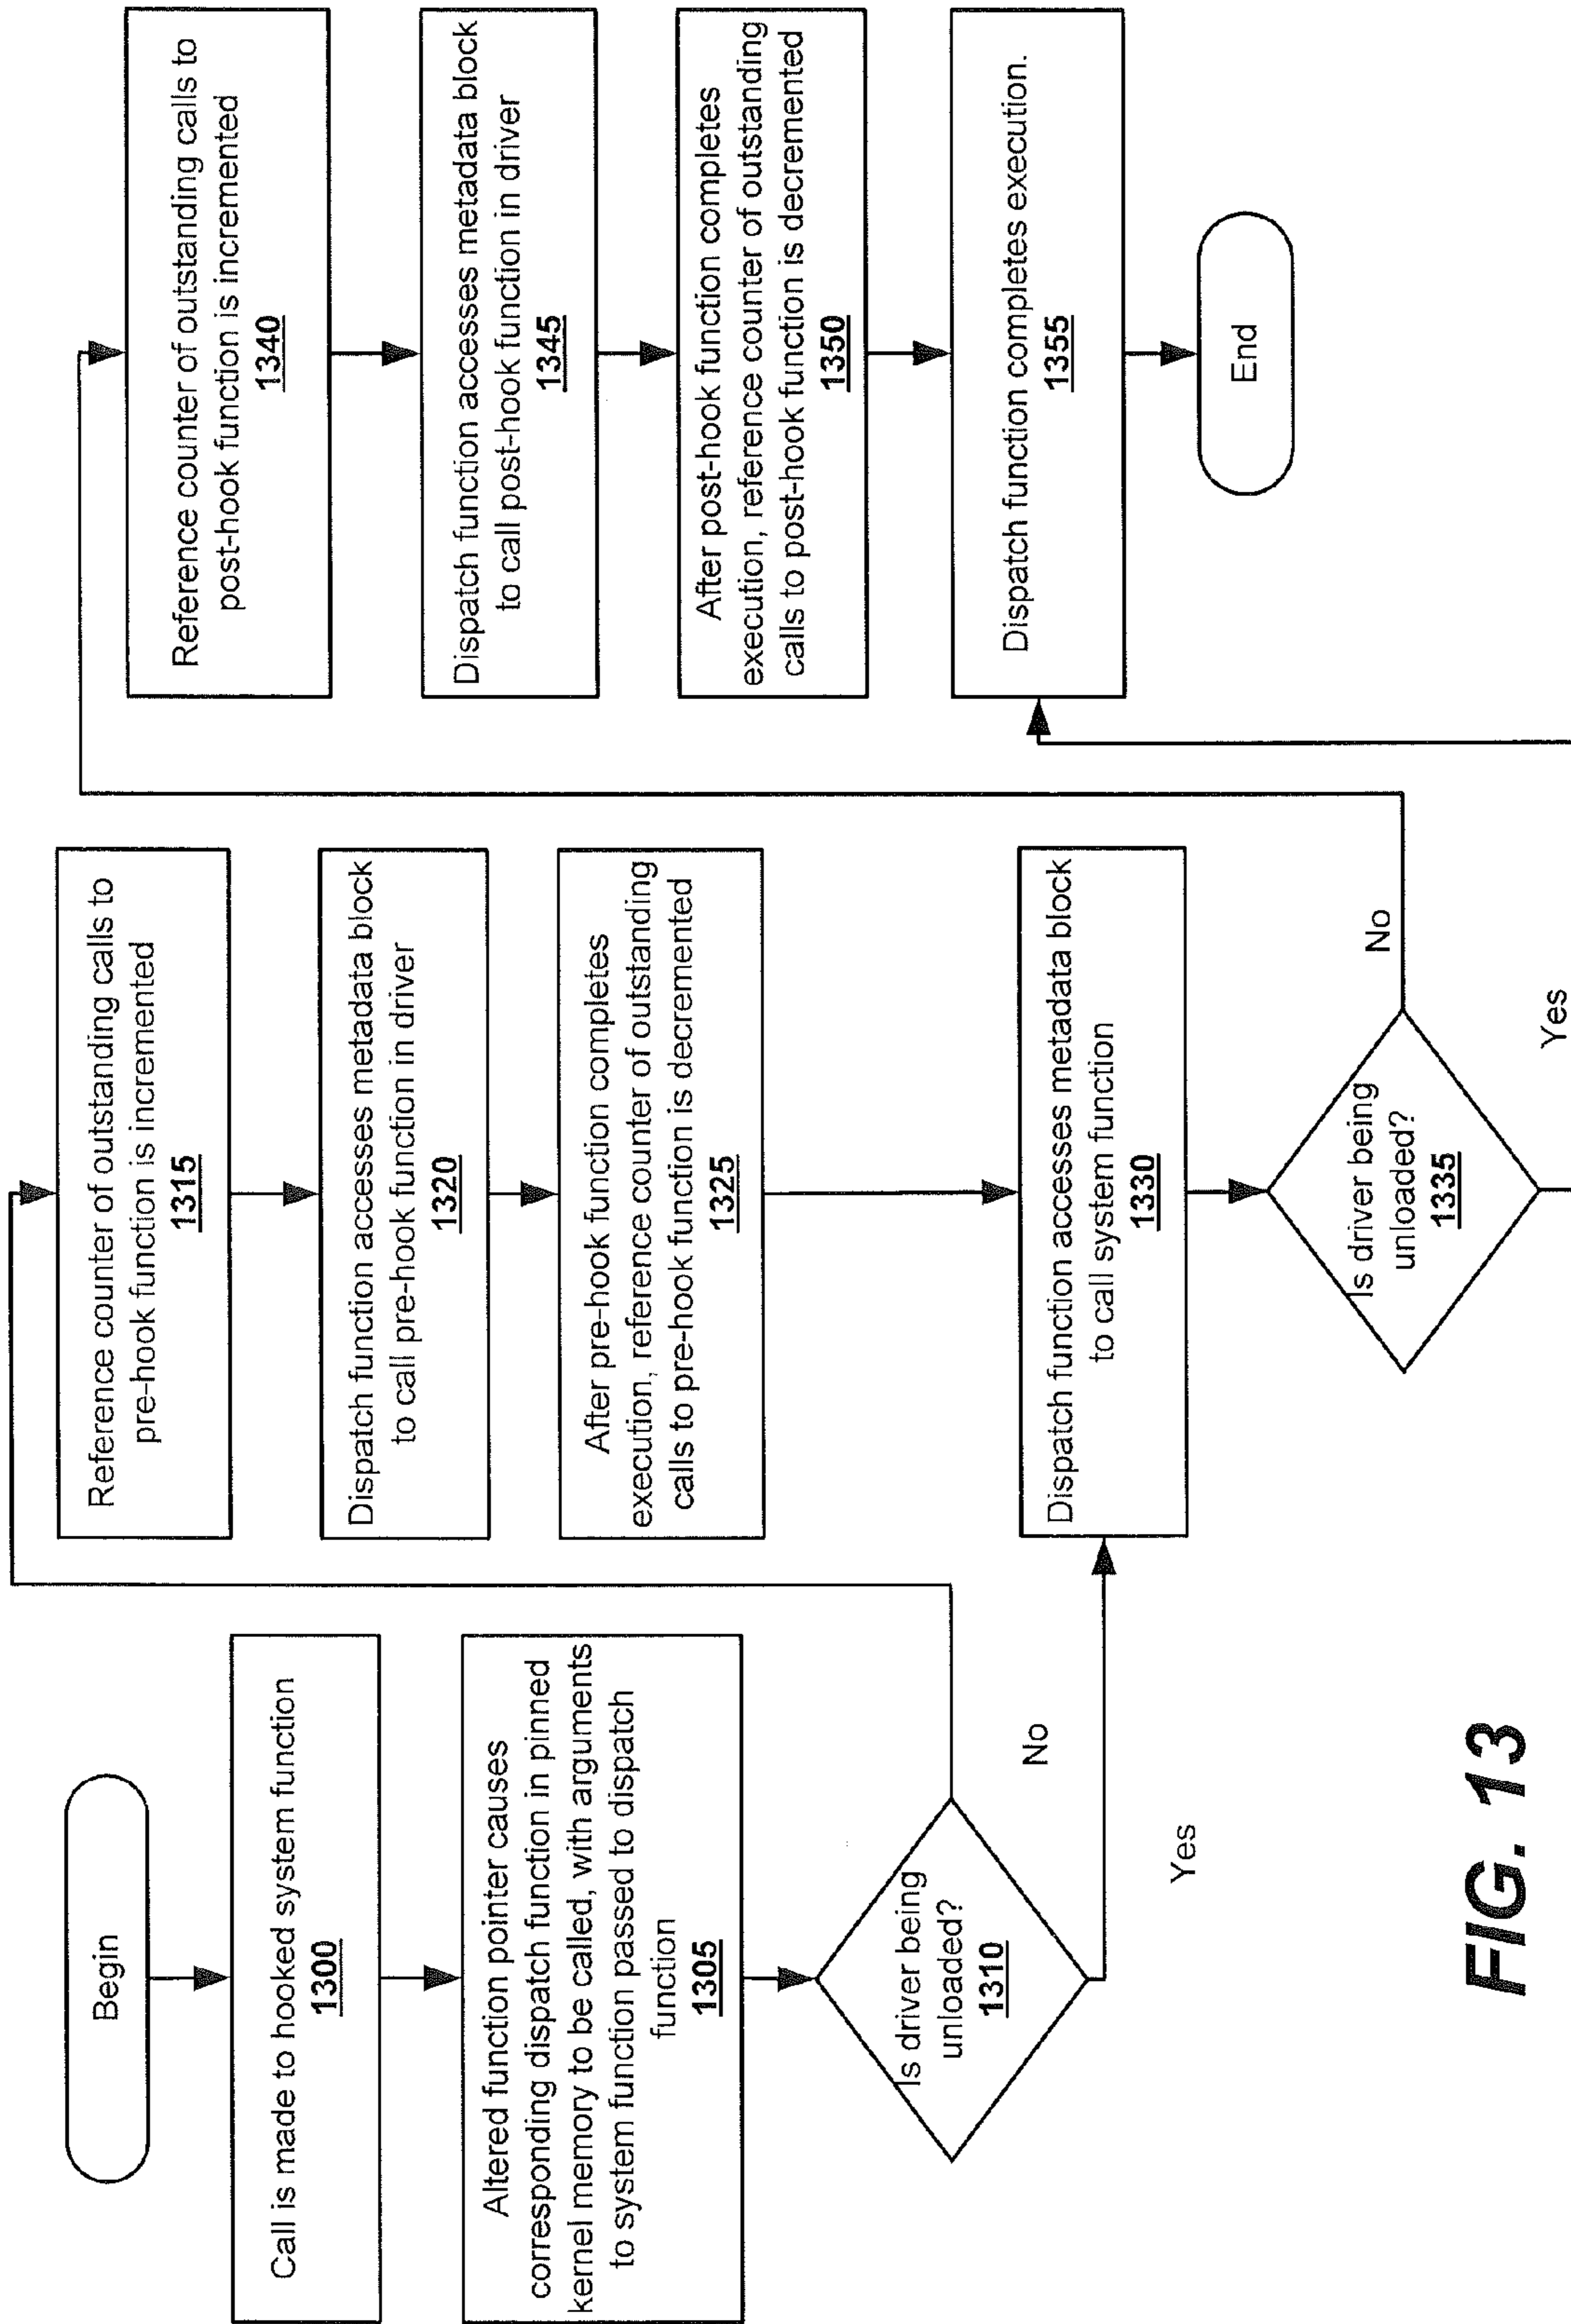 Begin
Call is made to hooked system function
1300
Altered function pointer causes
corresponding dispatch function in pinned
kernel memory to be called, with arguments
to system function passed to dispatch
function
1305
Is driver being
unloaded?
1310
No
Yes
Reference counter of outstanding calls to
pre-hook function is incremented
1315
Dispatch function accesses metadata block
to call pre-hook function in driver
1320
After pre-hook function completes
execution, reference counter of outstanding
calls to pre-hook function is decremented
1325
Dispatch function accesses metadata block
to call system function
1330
Is driver being
unloaded?
1335
No
Yes
Reference counter of outstanding calls to
post-hook function is incremented
1340
Dispatch function accesses metadata block
to call post-hook function in driver
1345
After post-hook function completes
execution, reference counter of outstanding
calls to post-hook function is decremented
1350
Dispatch function completes execution.
1355
End
FIG. 13